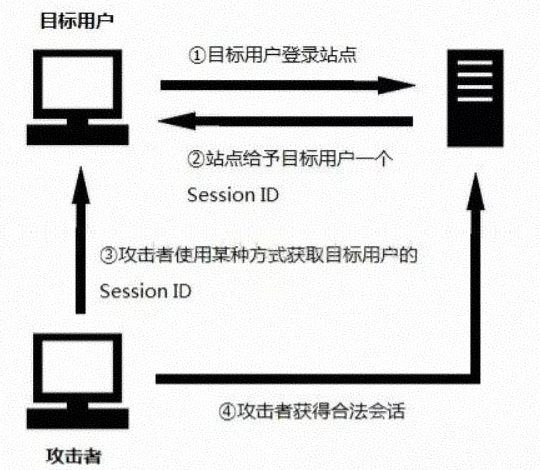 目标用户
①目标用户登录站点
②站点给予目标用户一个
Session ID
③攻击者使用某种方式获取目标用户的
Session ID
④攻击者获得合法会话
攻击者